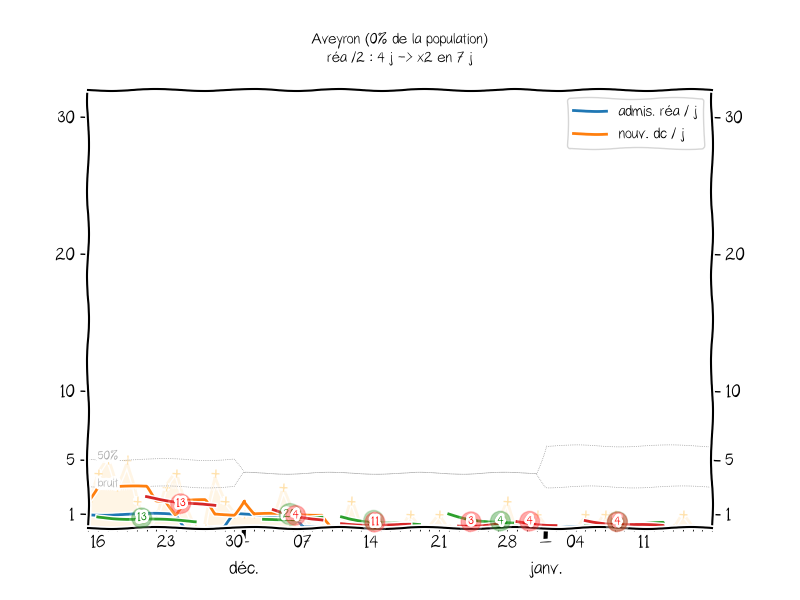 Aveyron (0% de la population)
réa /2 : 4 j -> x2 en 7 j
admis. réa / j
nouv. dc / j
30 30
20 20
10 10
5 5
1 1
50%
bruit
13 13 4 11 3 4 4 4
16 23 30 07 14 21 28 04 11
déc. janv.